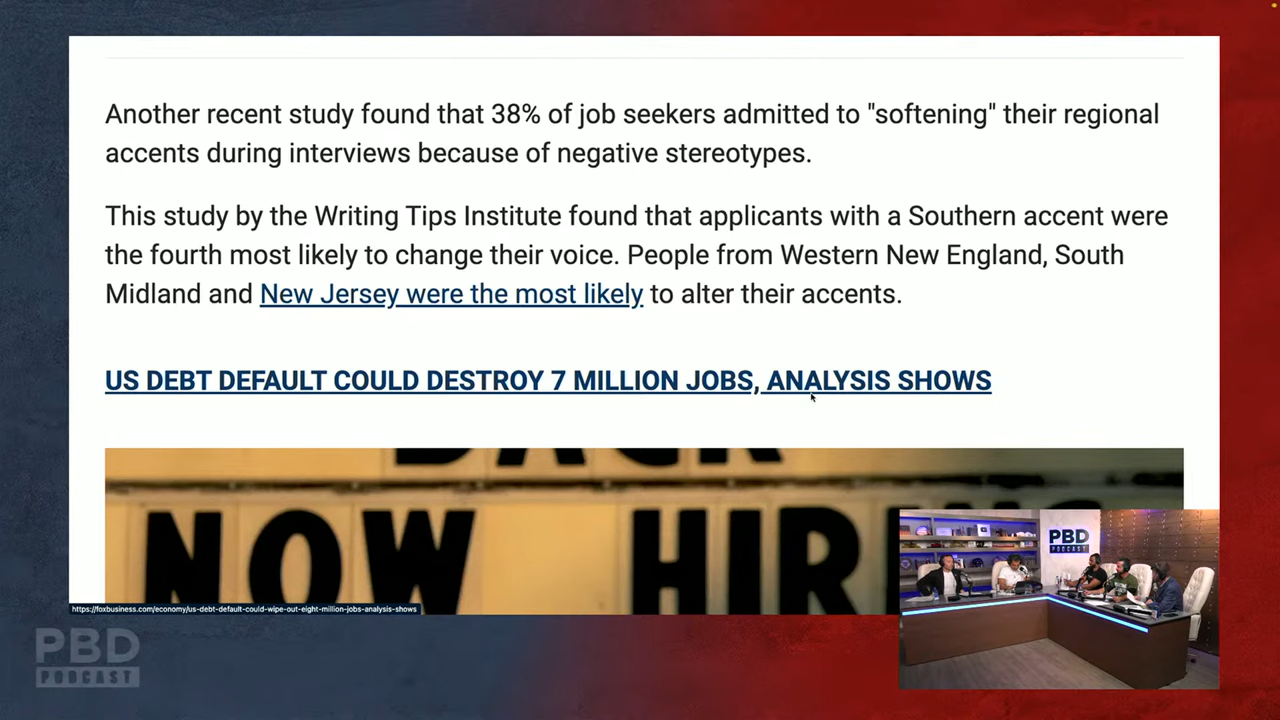 Another recent study found that 38% of job seekers admitted to "softening" their regional
accents during interviews because of negative stereotypes.
This study by the Writing Tips Institute found that applicants with a Southern accent were
the fourth most likely to change their voice. People from Western New England, South
Midland and New Jersey were the most likely to alter their accents.
US DEBT DEFAULT COULD DESTROY 7 MILLION JOBS, ANALYSIS SHOWS
BACK
NOW HIRING
https://foxbusiness.com/economy/us-debt-default-could-wipe-out-eight-million-jobs-analysis-shows
PBD
PODCAST
PBD
PODCAST